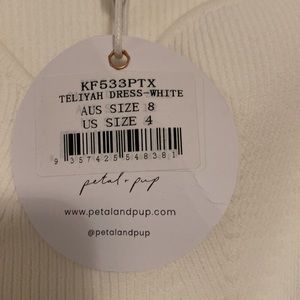 KF533PTX
TELIYAH DRESS-WHITE
AUS SIZE 8
US SIZE 4
9 357425 548381
petal + pup
www.petalandpup.com
@petalandpup